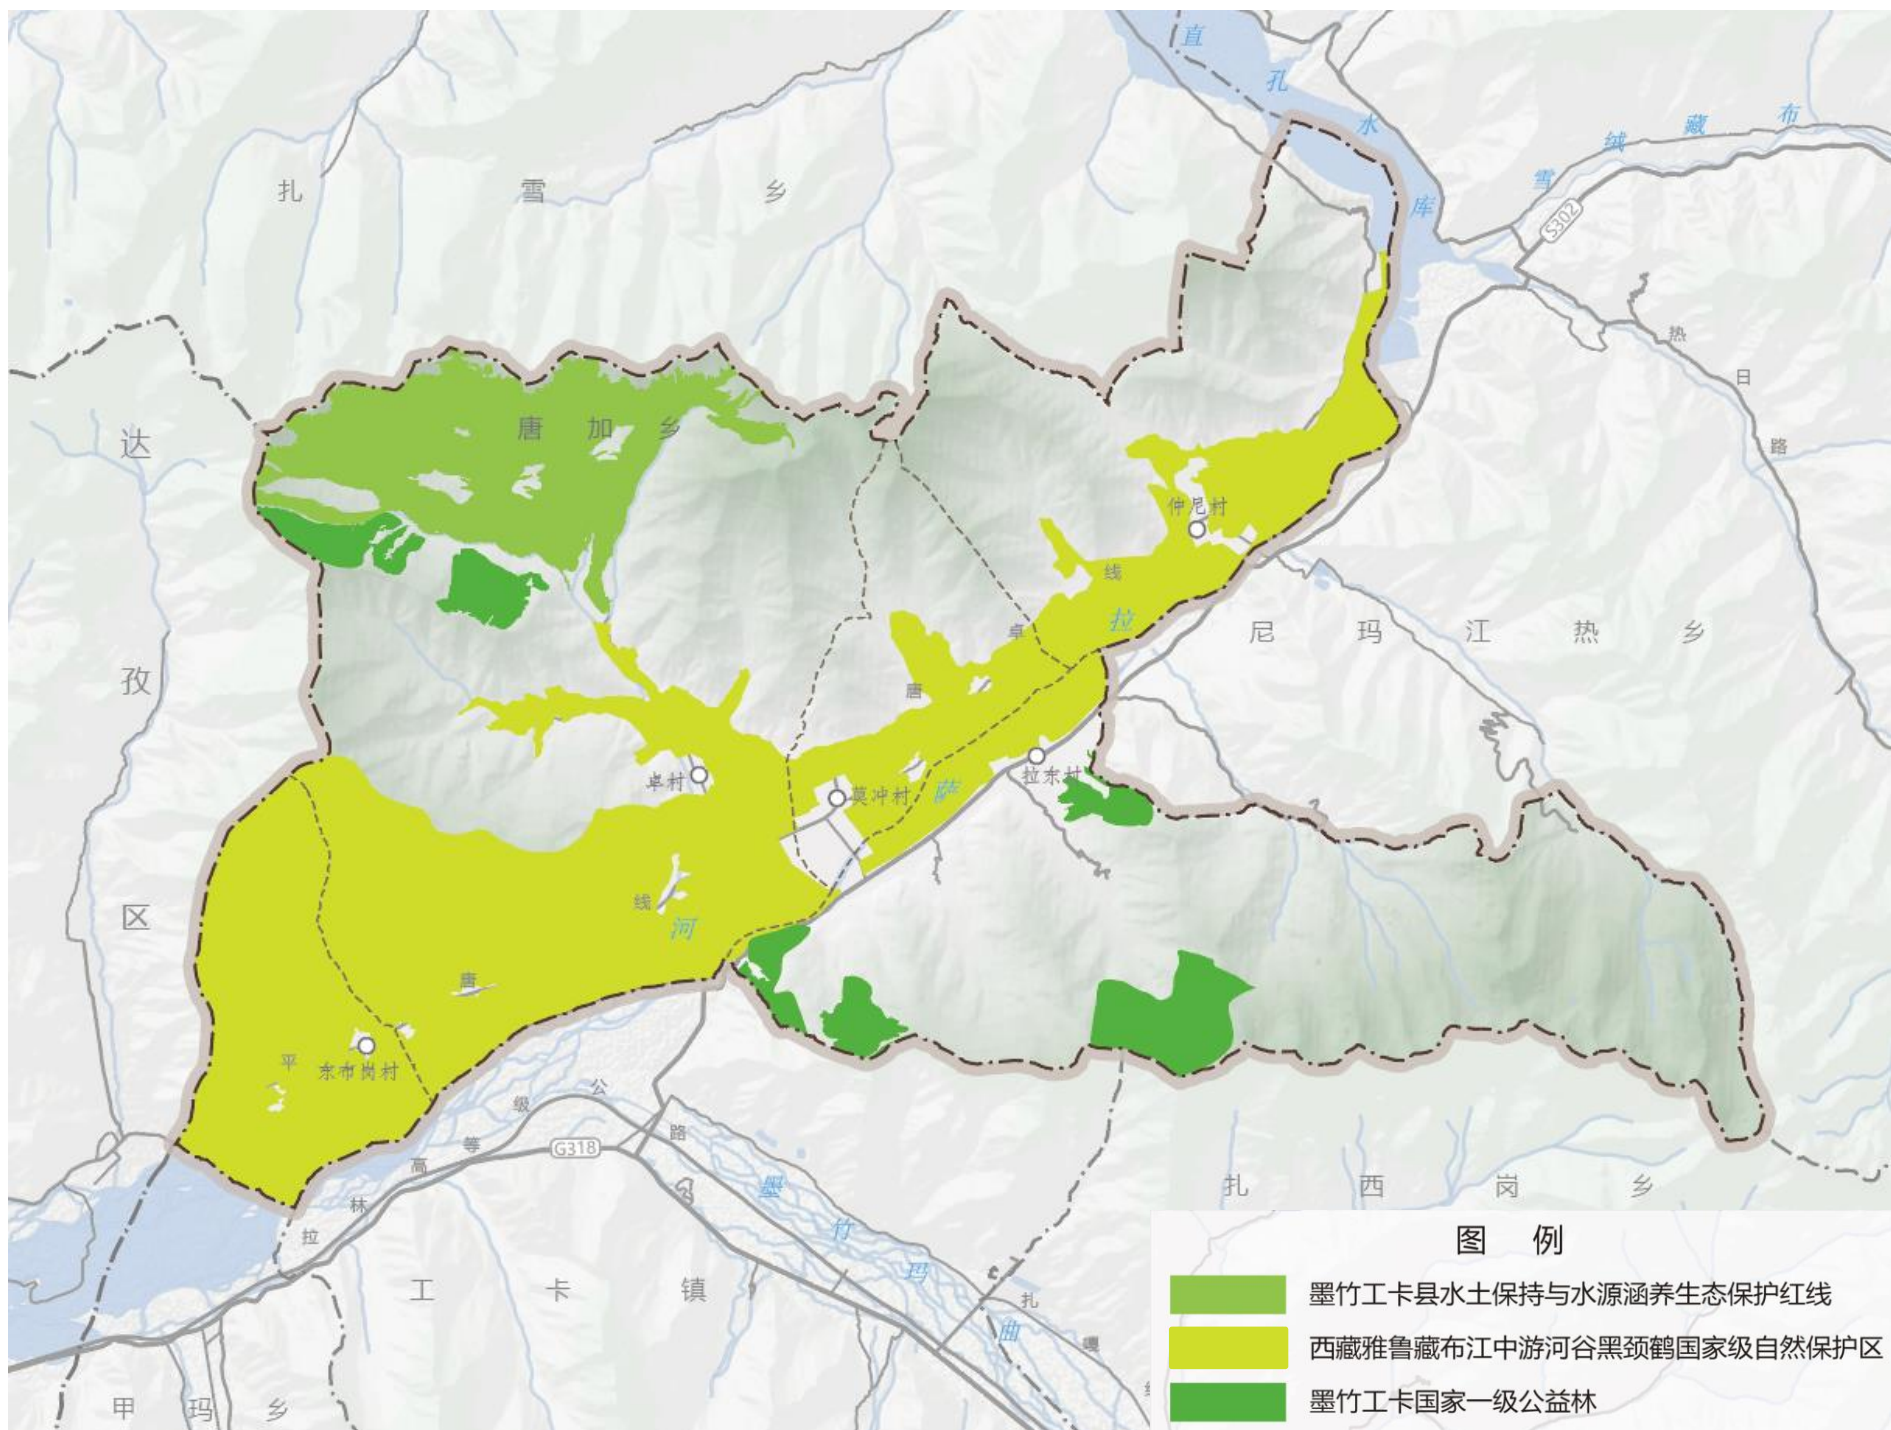 直孔水库
雪绒藏布
S302
扎雪乡
热日路
唐加乡
达孜区
仲尼村
唐卓线
拉萨河
尼玛江热乡
卓村
莫冲村
拉东村
平唐线
东布岗村
拉林高等级公路
G318
墨竹玛曲
扎西岗乡
工卡镇
扎嘎
甲玛乡
图例
墨竹工卡县水土保持与水源涵养生态保护红线
西藏雅鲁藏布江中游河谷黑颈鹤国家级自然保护区
墨竹工卡国家一级公益林